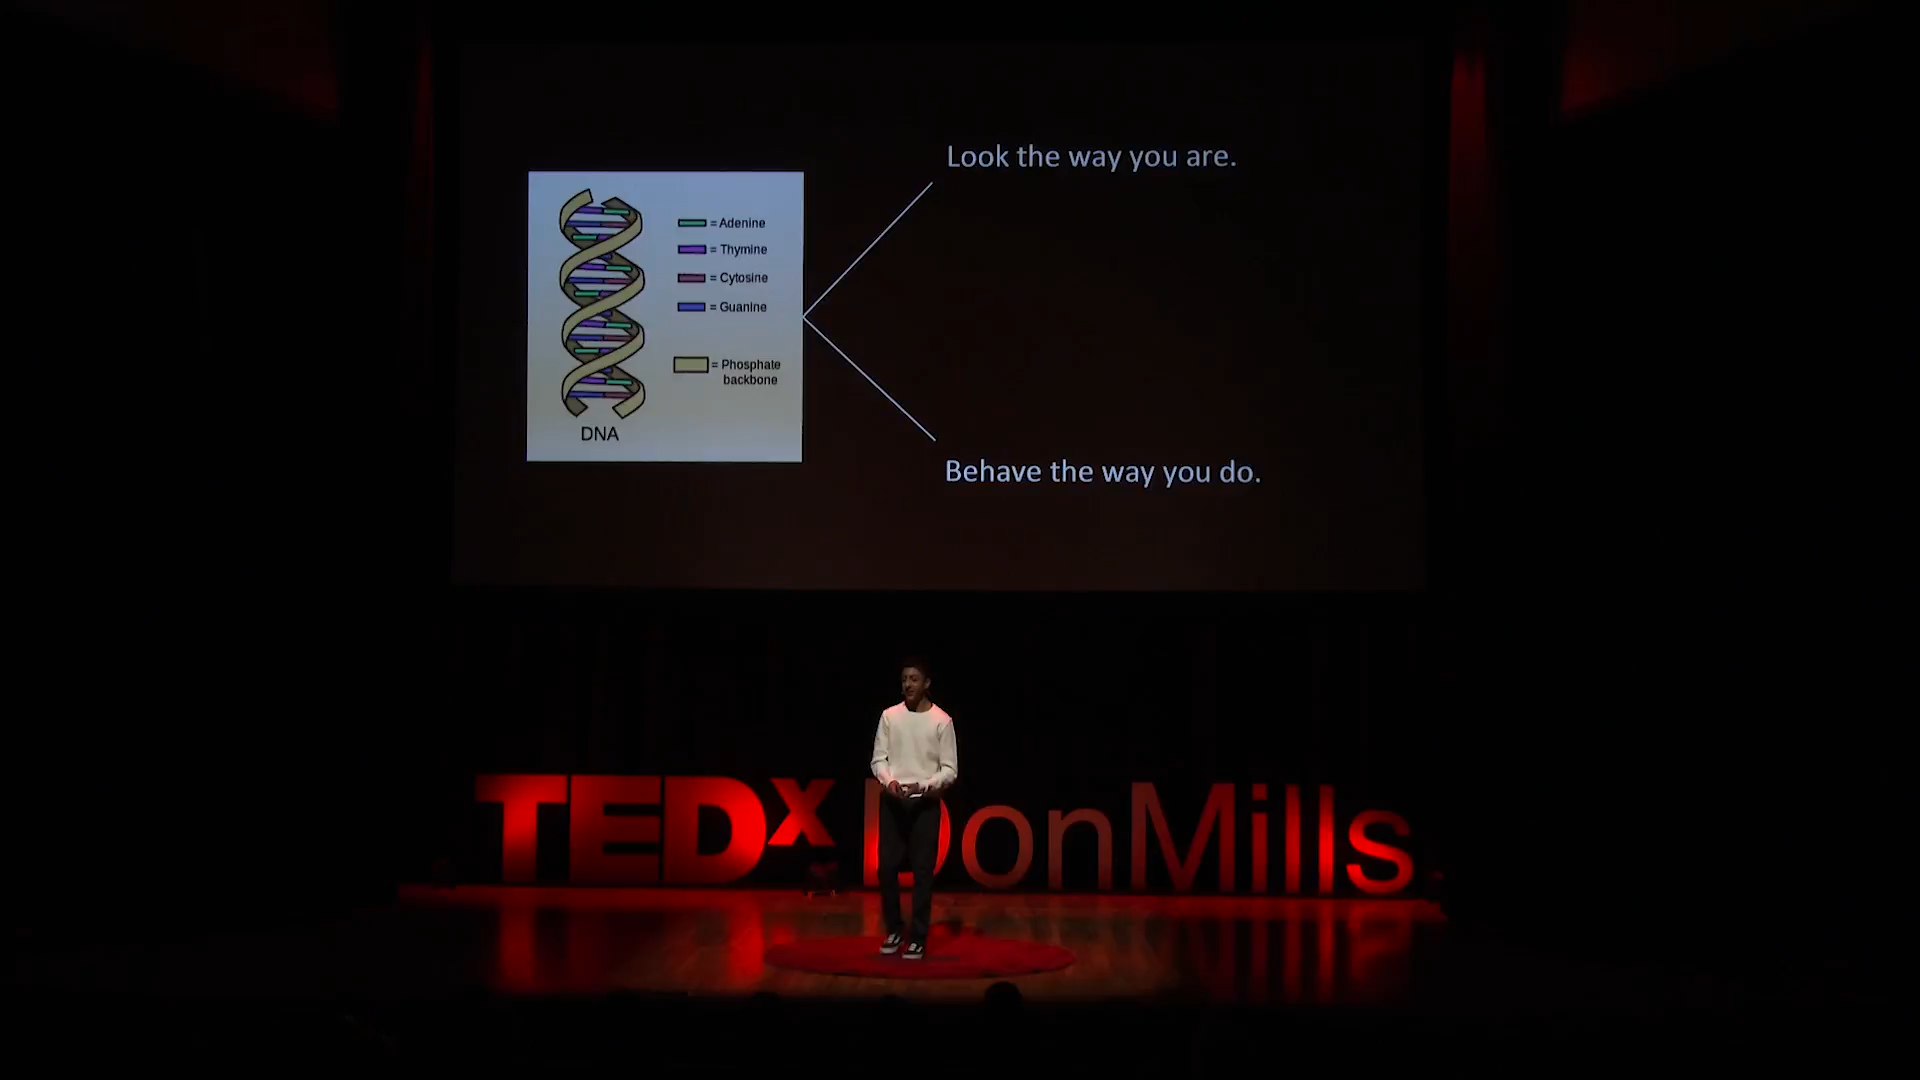 Look the way you are.
= Adenine
= Thymine
= Cytosine
= Guanine
= Phosphate
backbone
DNA
Behave the way you do.
TEDx DonMills